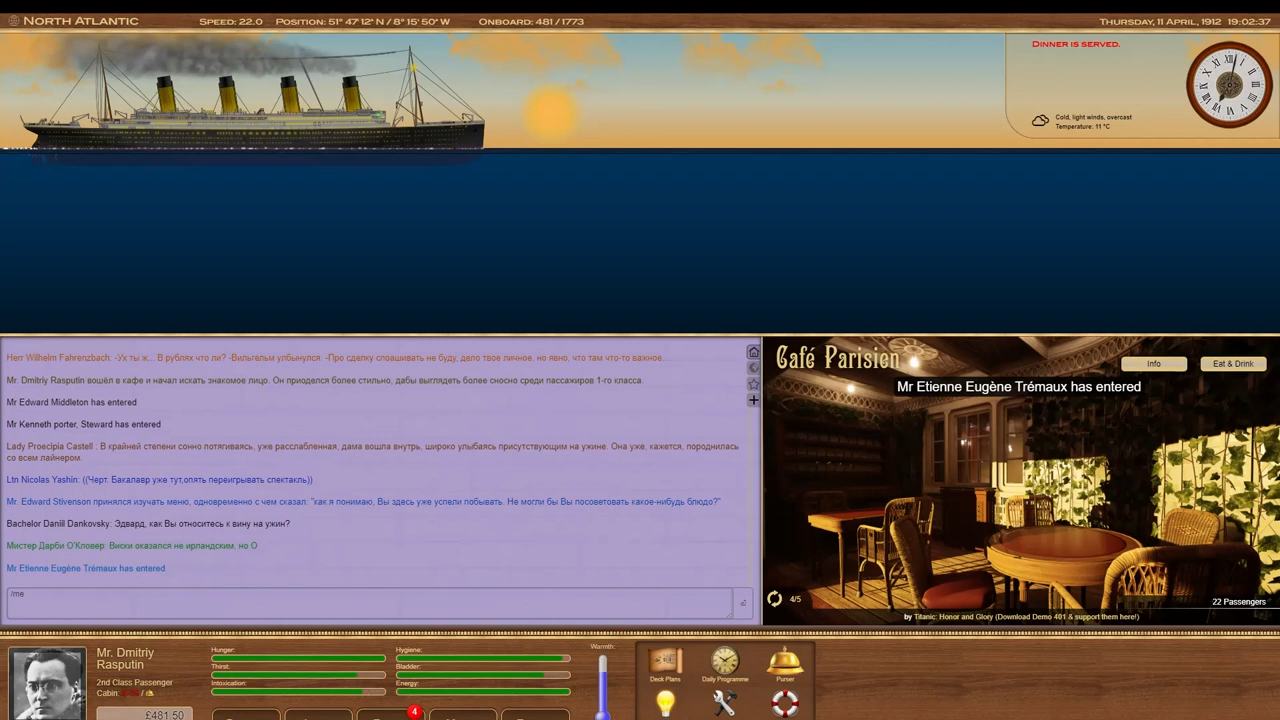 North Atlantic
Speed: 22.0 Position: 51° 47'12" N / 8° 15' 50" W Onboard: 481 / 1773
Thursday, 11 April, 1912 19:02:37
Dinner is served.
Cold, light winds, overcast
Temperature: 11 °C
Herr Wilhelm Fahrenzbach: -Ух ты ж... В рублях что ли? -Вильгельм улбынулся. -Про сделку спрашивать не буду, дело твое личное, но явно, что там что-то важное...
Mr. Dmitriy Rasputin вошёл в кафе и начал искать знакомое лицо. Он приоделся более стильно, дабы выглядеть более сносно среди пассажиров 1-го класса.
Mr Edward Middleton has entered
Mr Kenneth porter, Steward has entered
Lady Proecipia Castell : В крайней степени сонно потягиваясь, уже расслабленная, дама вошла внутрь, широко улыбаясь присутствующим на ужине. Она уже, кажется, породнилась
со всем лайнером.
Ltn Nicolas Yashin: ((Черт. Бакалавр уже тут,опять переигрывать спектакль))
Mr. Edward Stivenson принялся изучать меню, одновременно с чем сказал: "как я понимаю, Вы здесь уже успели побывать. Не могли бы Вы посоветовать какое-нибудь блюдо?"
Bachelor Daniil Dankovsky: Эдвард, как Вы относитесь к вину на ужин?
Мистер Дарби О'Кловер: Виски оказался не ирландским, но О
Mr Etienne Eugène Trémaux has entered
/me
Café Parisien
Info
Eat & Drink
Mr Etienne Eugène Trémaux has entered
4/5
22 Passengers
by Titanic: Honor and Glory (Download Demo 401 & support them here!)
Mr. Dmitriy
Rasputin
2nd Class Passenger
Cabin:
£481.50
Hunger:
Thirst:
Intoxication:
Hygiene:
Bladder:
Energy:
4
Warmth:
Deck Plans
Daily Programme
Purser